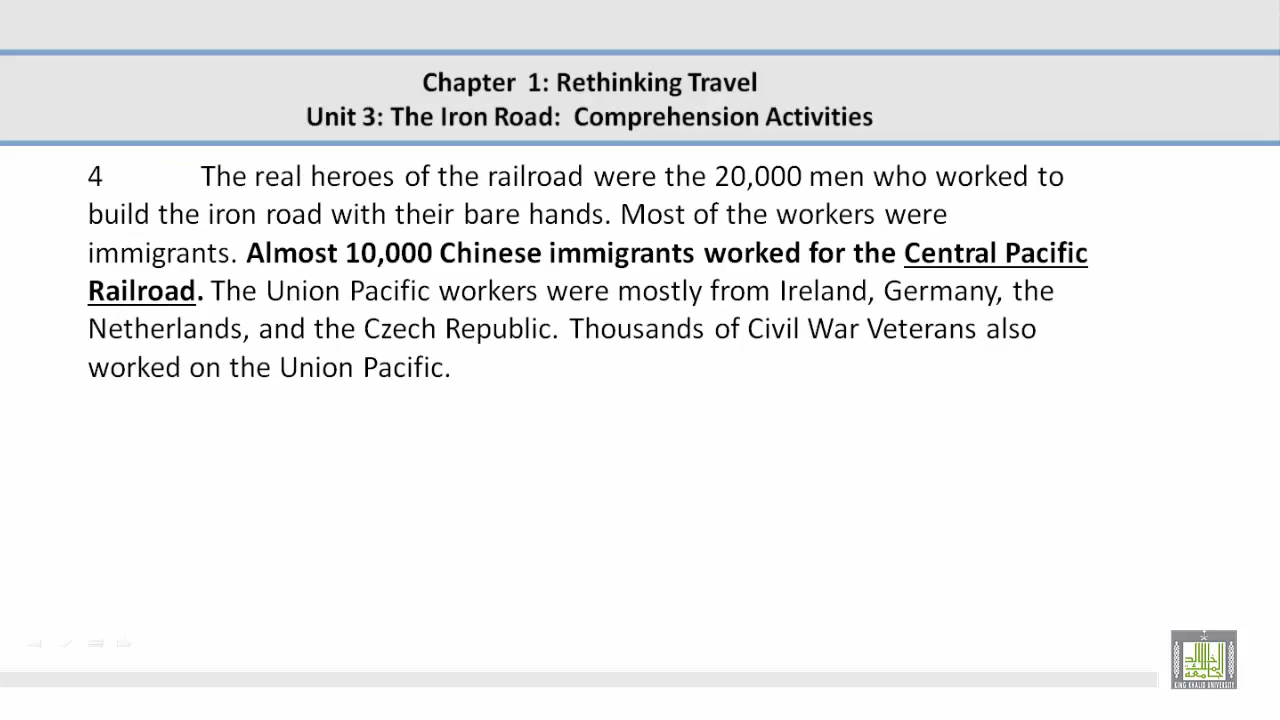 Chapter 1: Rethinking Travel
Unit 3: The Iron Road: Comprehension Activities
4 The real heroes of the railroad were the 20,000 men who worked to
build the iron road with their bare hands. Most of the workers were
immigrants. Almost 10,000 Chinese immigrants worked for the Central Pacific
Railroad. The Union Pacific workers were mostly from Ireland, Germany, the
Netherlands, and the Czech Republic. Thousands of Civil War Veterans also
worked on the Union Pacific.
KING KHALID UNIVERSITY